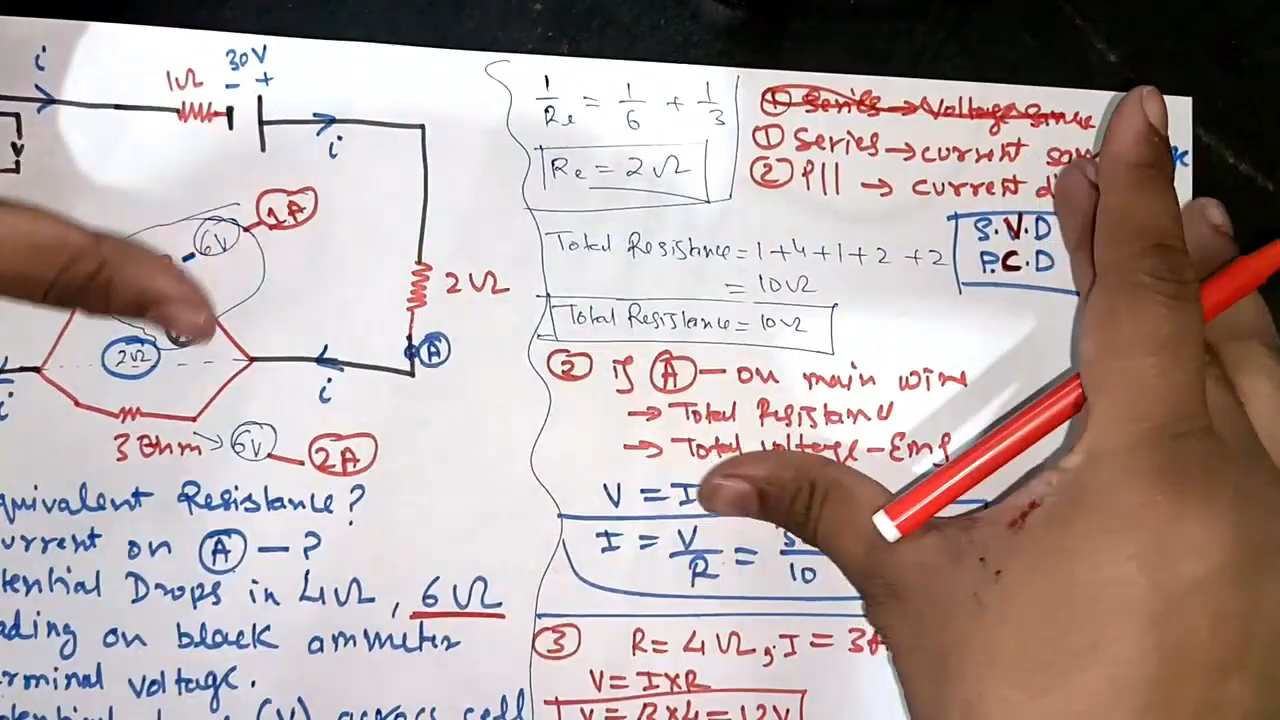 i
1Ω
30V
- +
i
6V
1A
2Ω
A
2Ω
i
i
3 Ohm → 6V
2A
quivalent Resistance?
urrent on A - ?
tential Drops in 4Ω, 6Ω
ading on black ammeter
rminal voltage.
across cell
1/Re = 1/6 + 1/3
Re = 2Ω
Total Resistance = 1+4+1+2+2
= 10Ω
Total Resistance = 10Ω
① Series → Voltage same
① Series → current
② P|| → current
S.V.D
P.C.D
② If A - on main wire
→ Total Resistance
→ Total voltage - Emf
V = I
I = V/R = /10
③ R = 4Ω, I = 3A
V = I×R
V = 3×4 = 12V